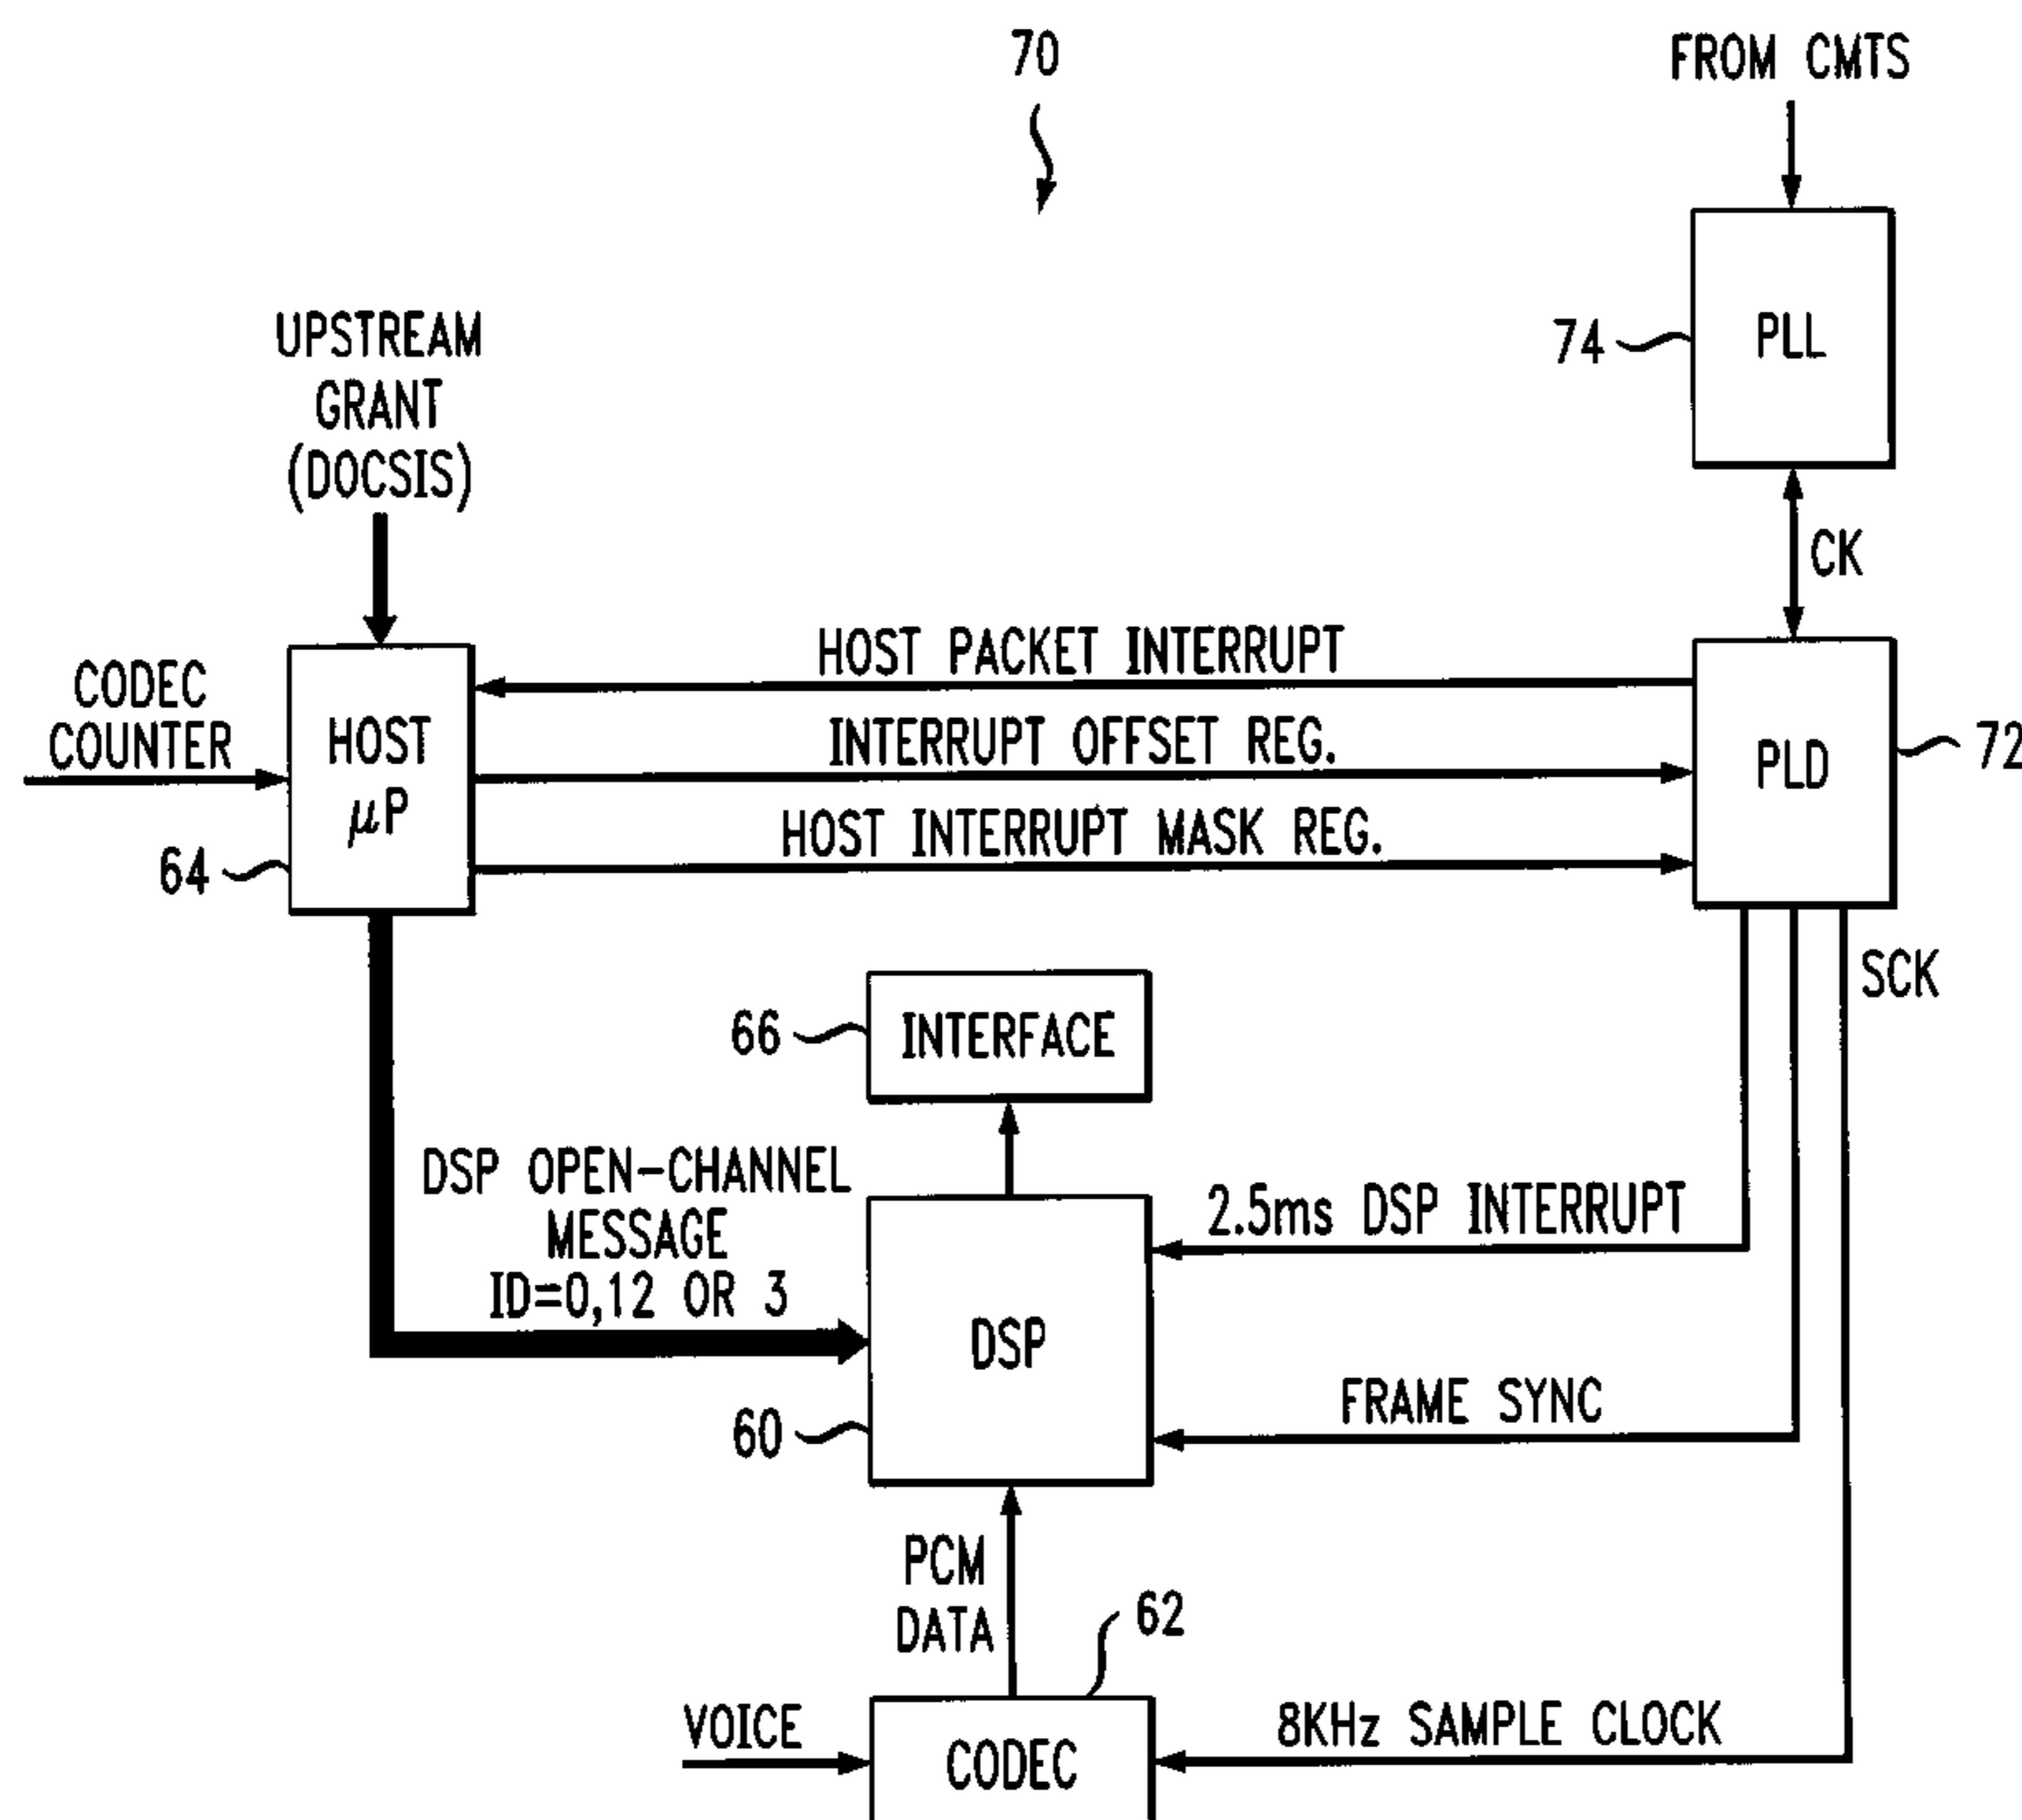 70
FROM CMTS
PLL
74
CK
UPSTREAM
GRANT
(DOCSIS)
CODEC
COUNTER
HOST
μP
64
HOST PACKET INTERRUPT
INTERRUPT OFFSET REG.
HOST INTERRUPT MASK REG.
PLD
72
SCK
66
INTERFACE
DSP OPEN-CHANNEL
MESSAGE
ID=0,12 OR 3
2.5ms DSP INTERRUPT
DSP
60
FRAME SYNC
PCM
DATA
62
VOICE
CODEC
8KHz SAMPLE CLOCK